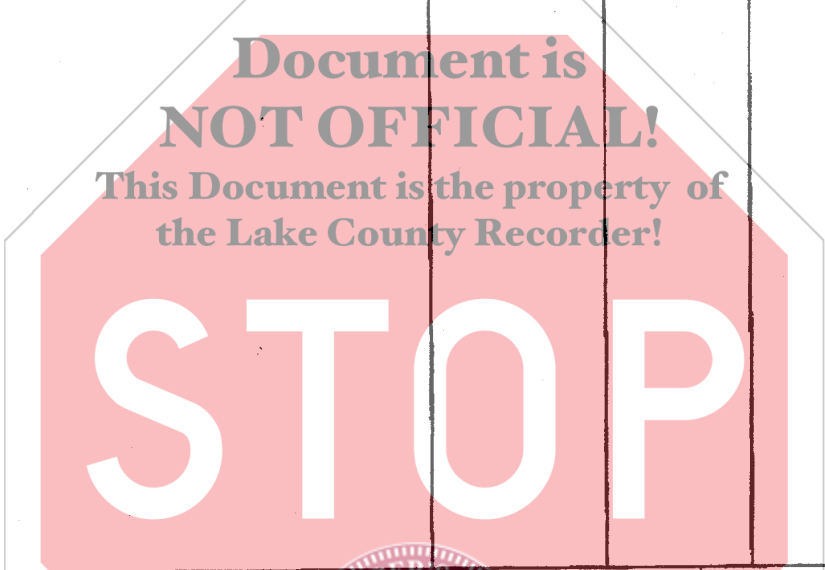 Document is
NOT OFFICIAL!
This Document is the property of
the Lake County Recorder!
STOP